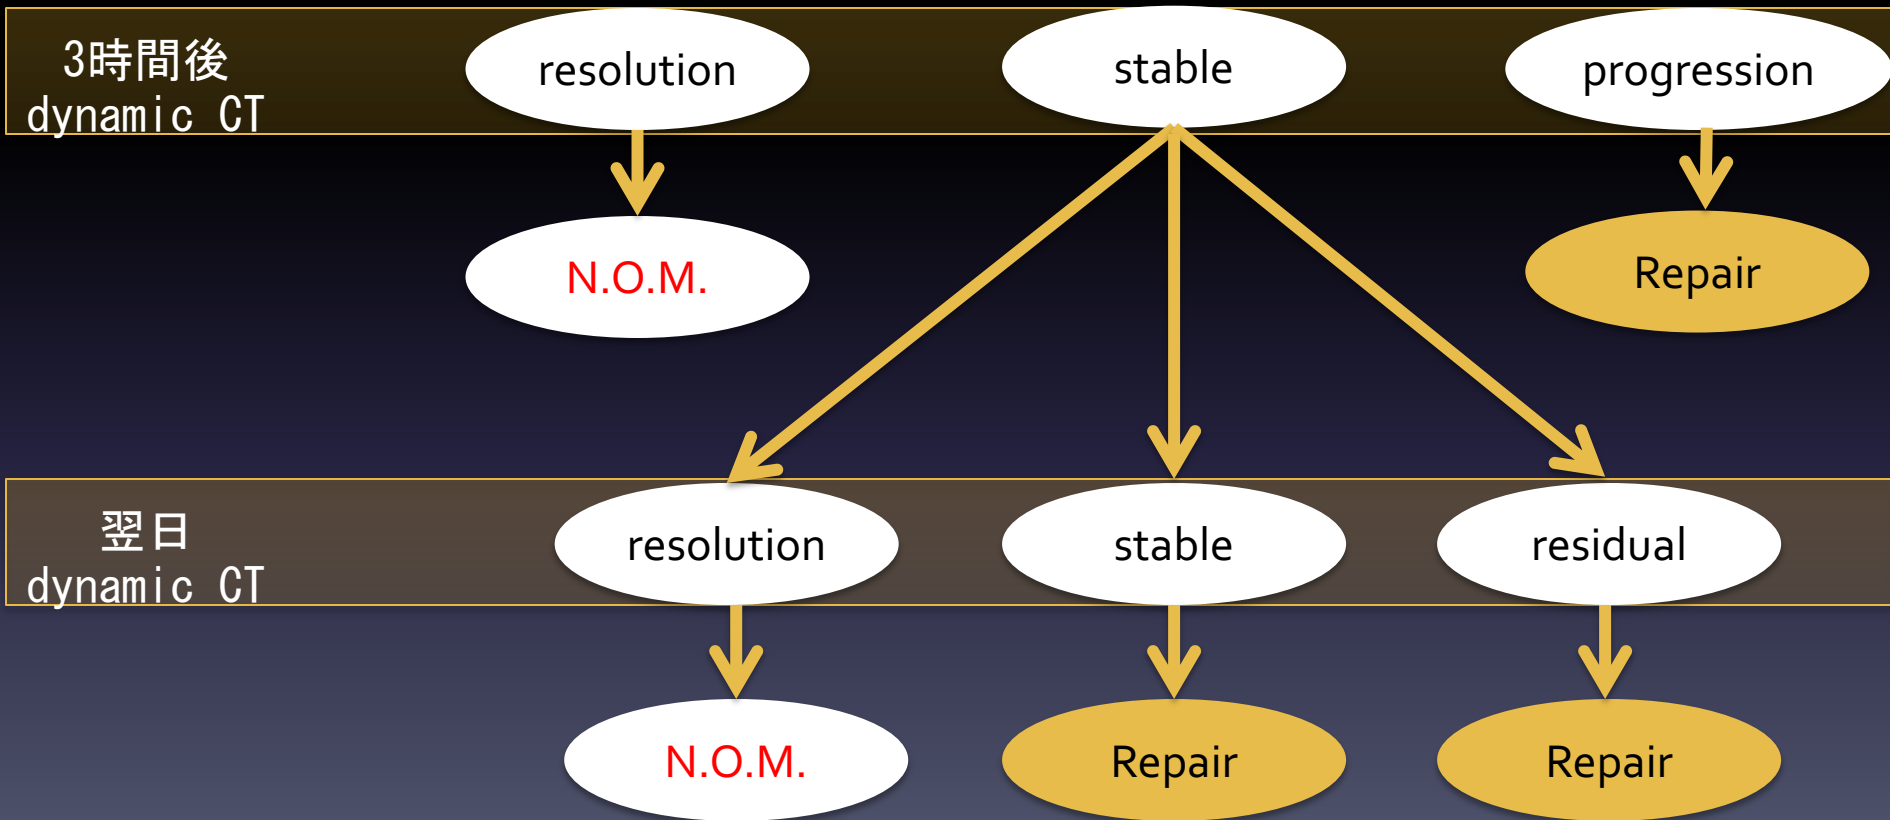 3時間後
dynamic CT
resolution
stable
progression
N.O.M.
Repair
翌日
dynamic CT
resolution
stable
residual
N.O.M.
Repair
Repair